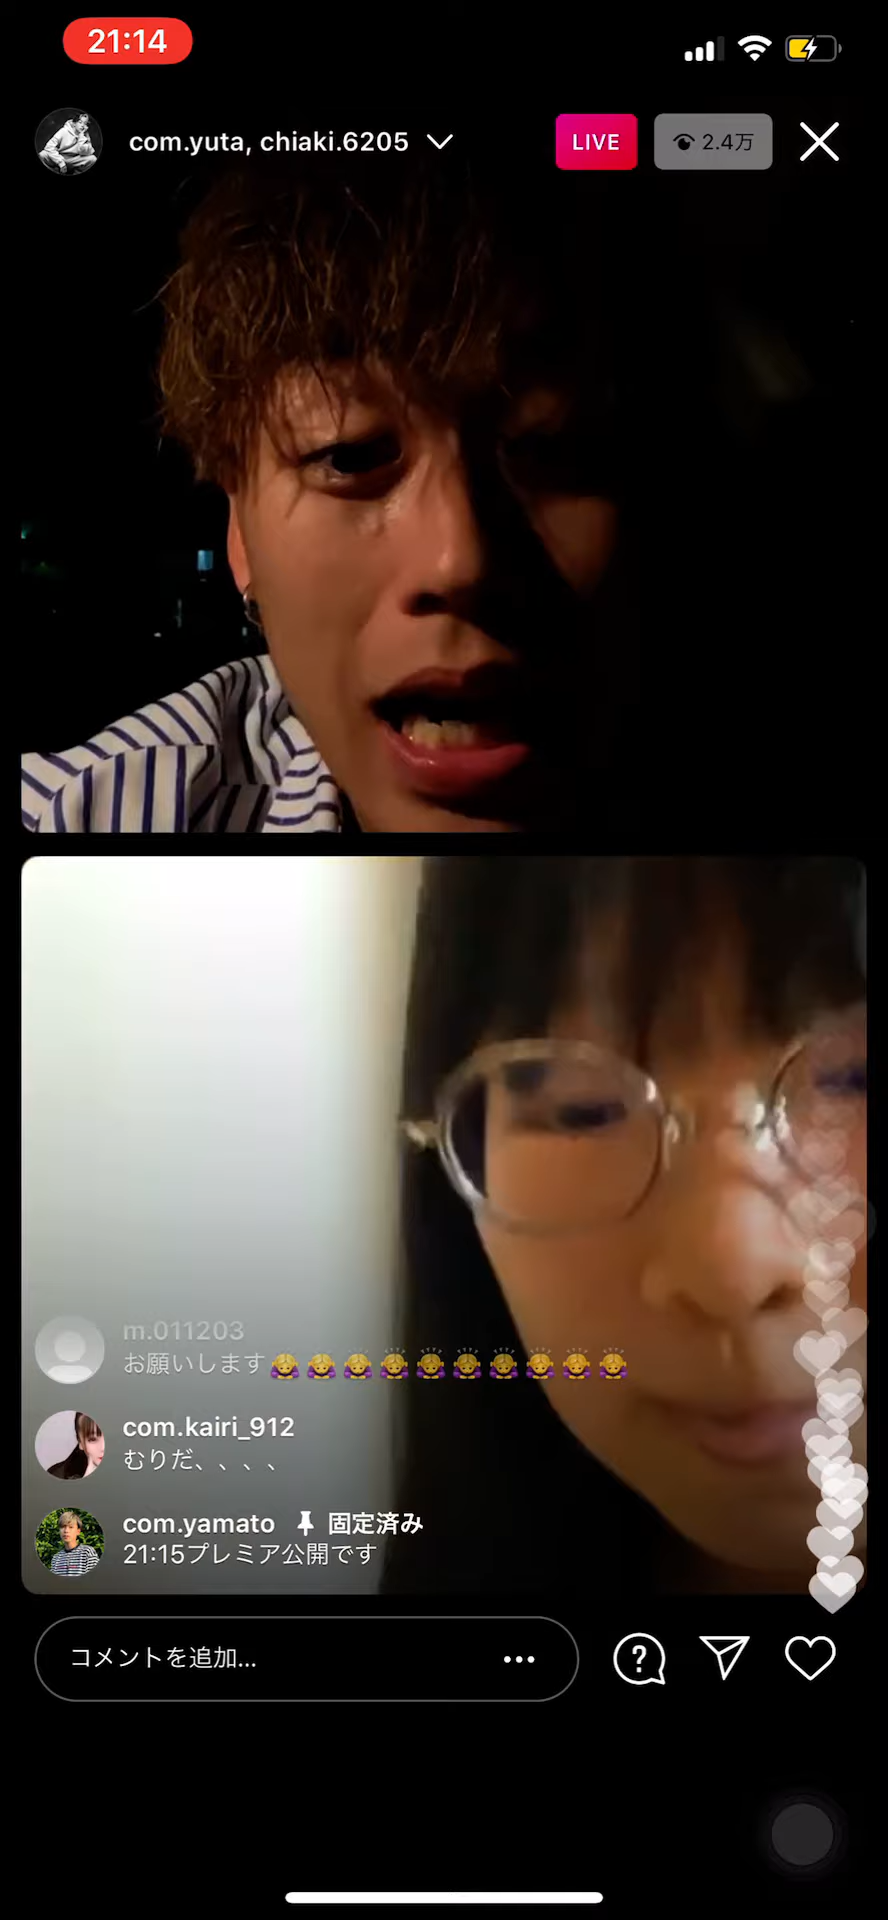 21:14
com.yuta, chiaki.6205
LIVE
2.4万
m.011203
お願いします🙇‍♀️🙇‍♀️🙇‍♀️🙇‍♀️🙇‍♀️🙇‍♀️🙇‍♀️🙇‍♀️🙇‍♀️🙇‍♀️
com.kairi_912
むりだ、、、、
com.yamato 固定済み
21:15プレミア公開です
コメントを追加...